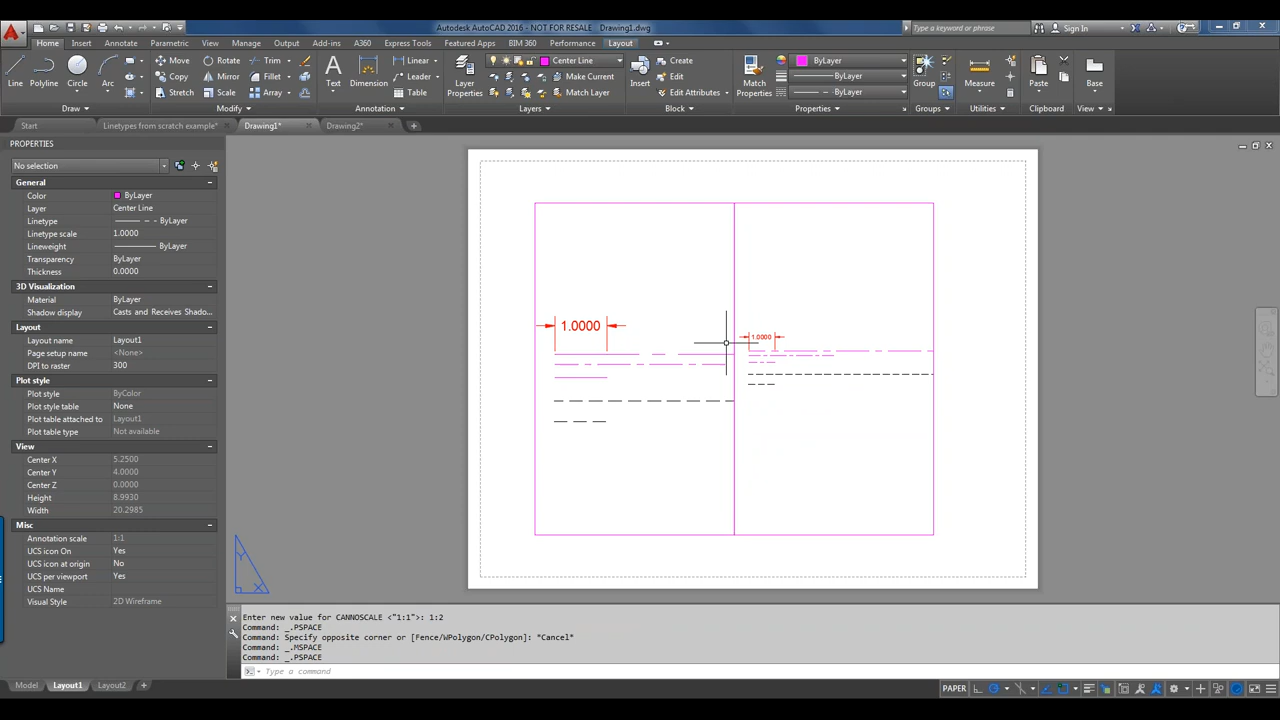 Autodesk AutoCAD 2016 - NOT FOR RESALE Drawing1.dwg
Type a keyword or phrase
Sign In
Home Insert Annotate Parametric View Manage Output Add-ins A360 Express Tools Featured Apps BIM 360 Performance Layout
Line Polyline Circle Arc
Move Rotate Trim
Copy Mirror Fillet
Stretch Scale Array
Text Dimension
Linear
Leader
Table
Layer Properties
Center Line
Make Current
Match Layer
Insert
Create
Edit
Edit Attributes
Match Properties
ByLayer
ByLayer
ByLayer
Group Measure Paste Base
Draw Modify Annotation Layers Block Properties Groups Utilities Clipboard View
Start Linetypes from scratch example* Drawing1* Drawing2*
PROPERTIES
No selection
General
Color ByLayer
Layer Center Line
Linetype ByLayer
Linetype scale 1.0000
Lineweight ByLayer
Transparency ByLayer
Thickness 0.0000
3D Visualization
Material ByLayer
Shadow display Casts and Receives Shado...
Layout
Layout name Layout1
Page setup name <None>
DPI to raster 300
Plot style
Plot style ByColor
Plot style table None
Plot table attached to Layout1
Plot table type Not available
View
Center X 5.2500
Center Y 4.0000
Center Z 0.0000
Height 8.9930
Width 20.2985
Misc
Annotation scale 1:1
UCS icon On Yes
UCS icon at origin No
UCS per viewport Yes
UCS Name
Visual Style 2D Wireframe
1.0000
1.0000
Y
X
Enter new value for CANNOSCALE <"1:1">: 1:2
Command: _.PSPACE
Command: Specify opposite corner or [Fence/WPolygon/CPolygon]: *Cancel*
Command: _.MSPACE
Command: _.PSPACE
Type a command
Model Layout1 Layout2
PAPER